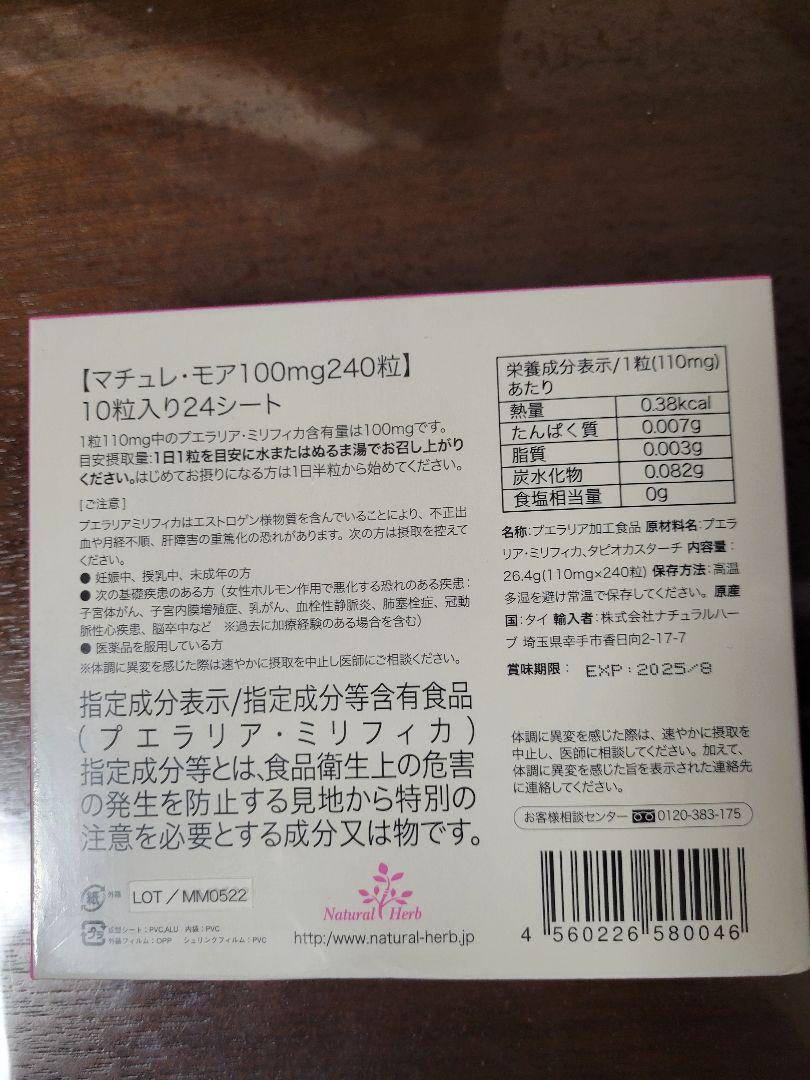 【マチュレ・モア100mg240粒】
10粒入り24シート
1粒110mg中のプエラリア・ミリフィカ含有量は100mgです。
目安摂取量:1日1粒を目安に水またはぬるま湯でお召し上がり
ください。はじめてお摂りになる方は1日半粒から始めてください。
[ご注意]
プエラリアミリフィカはエストロゲン様物質を含んでいることにより、不正出
血や月経不順、肝障害の重篤化の恐れがあります。次の方は摂取を控えて
ください。
● 妊娠中、授乳中、未成年の方
● 次の基礎疾患のある方（女性ホルモン作用で悪化する恐れのある疾患：
子宮体がん、子宮内膜増殖症、乳がん、血栓性静脈炎、肺塞栓症、冠動
脈性心疾患、脳卒中など　※過去に加療経験のある場合を含む）
● 医薬品を服用している方
※体調に異変を感じた際は速やかに摂取を中止し医師にご相談ください。
指定成分表示/指定成分等含有食品
(プエラリア・ミリフィカ)
指定成分等とは、食品衛生上の危害
の発生を防止する見地から特別の
注意を必要とする成分又は物です。
紙 外箱
LOT／MM0522
プラ
成型シート：PVC,ALU 内袋：PVC
外装フィルム：OPP シュリンクフィルム：PVC
Natural Herb
http:/www.natural-herb.jp
栄養成分表示/1粒(110mg)
あたり
熱量 0.38kcal
たんぱく質 0.007g
脂質 0.003g
炭水化物 0.082g
食塩相当量 0g
名称:プエラリア加工食品 原材料名:プエラ
リア・ミリフィカ、タピオカスターチ 内容量：
26.4g(110mg×240粒) 保存方法:高温
多湿を避け常温で保存してください。 原産
国:タイ 輸入者:株式会社ナチュラルハー
ブ 埼玉県幸手市香日向2-17-7
賞味期限： EXP:2025/8
体調に異変を感じた際は、速やかに摂取を
中止し、医師に相談してください。加えて、
体調に異変を感じた旨を表示された連絡先
に連絡してください。
お客様相談センター 0120-383-175
4 560226 580046